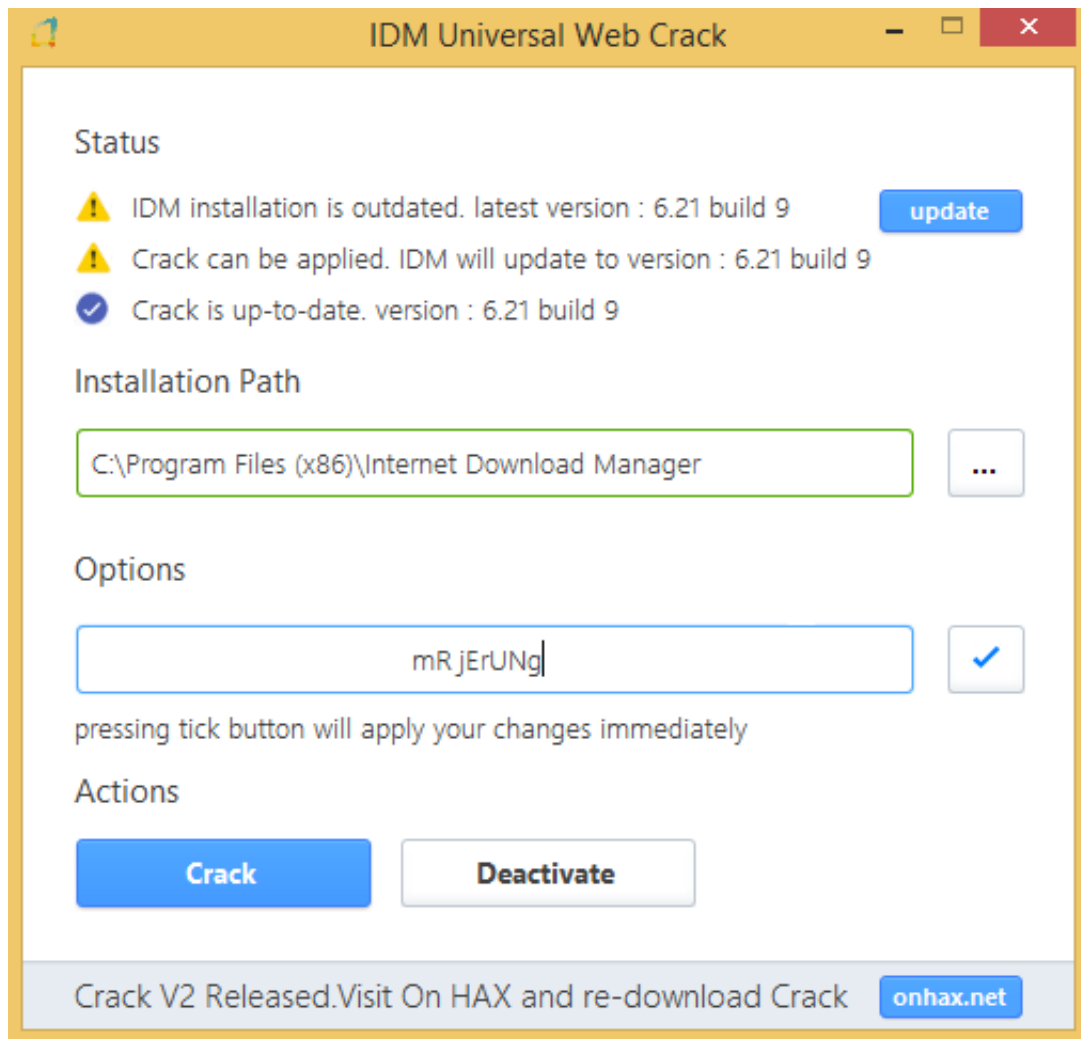 IDM Universal Web Crack
Status
IDM installation is outdated. latest version : 6.21 build 9
update
Crack can be applied. IDM will update to version : 6.21 build 9
Crack is up-to-date. version : 6.21 build 9
Installation Path
C:\Program Files (x86)\Internet Download Manager
...
Options
mR jErUNg
pressing tick button will apply your changes immediately
Actions
Crack
Deactivate
Crack V2 Released.Visit On HAX and re-download Crack
onhax.net